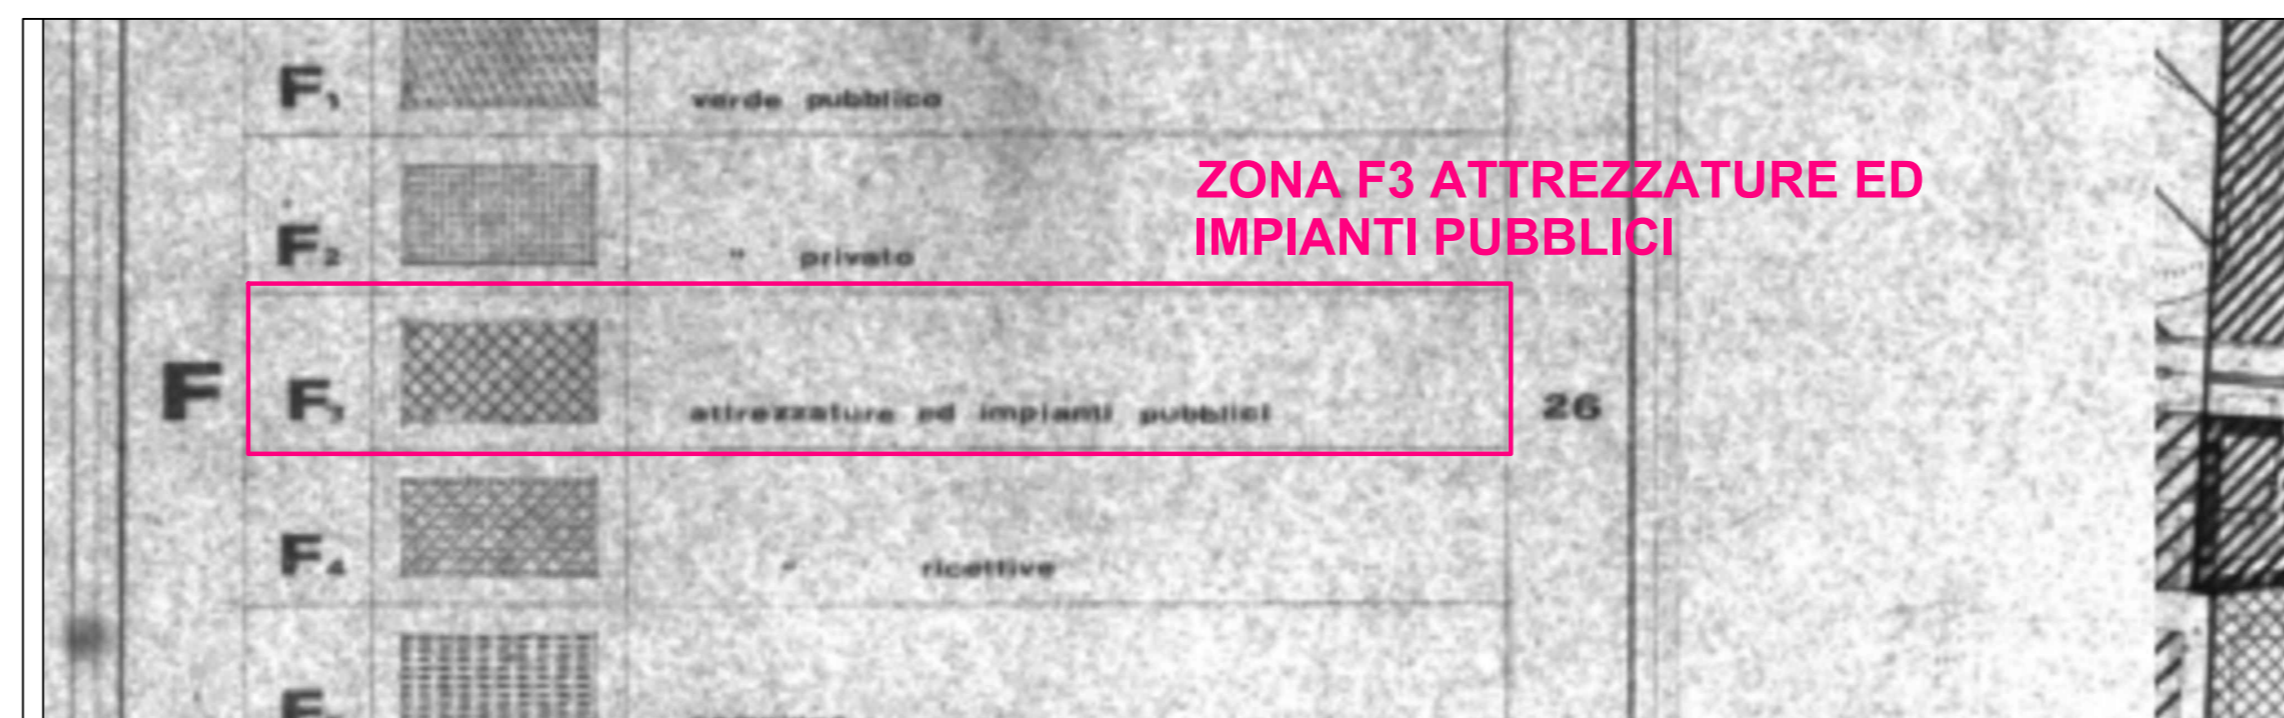 F1 verde pubblico
ZONA F3 ATTREZZATURE ED
IMPIANTI PUBBLICI
F2 " privato
F F3 attrezzature ed impianti pubblici 26
F4 " ricettive